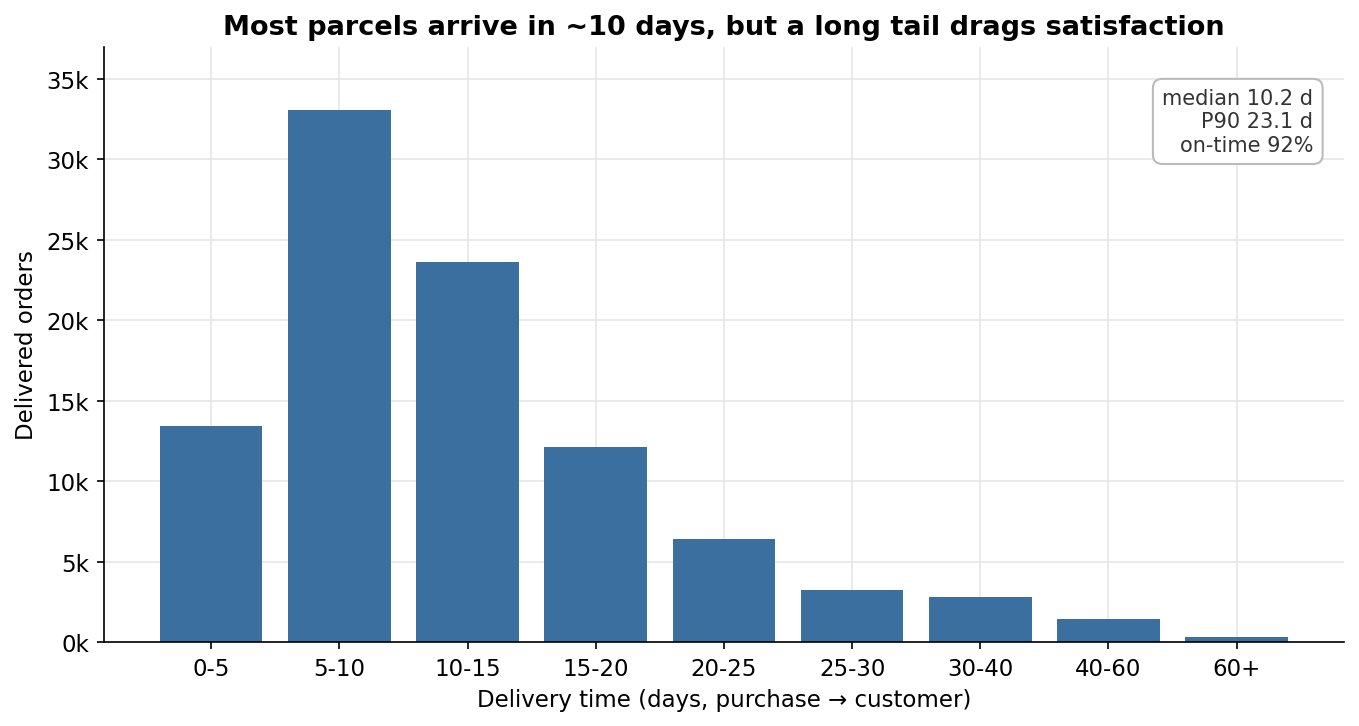 Most parcels arrive in ~10 days, but a long tail drags satisfaction
median 10.2 d
P90 23.1 d
on-time 92%
35k
30k
25k
20k
15k
10k
5k
0k
Delivered orders
0-5
5-10
10-15
15-20
20-25
25-30
30-40
40-60
60+
Delivery time (days, purchase → customer)